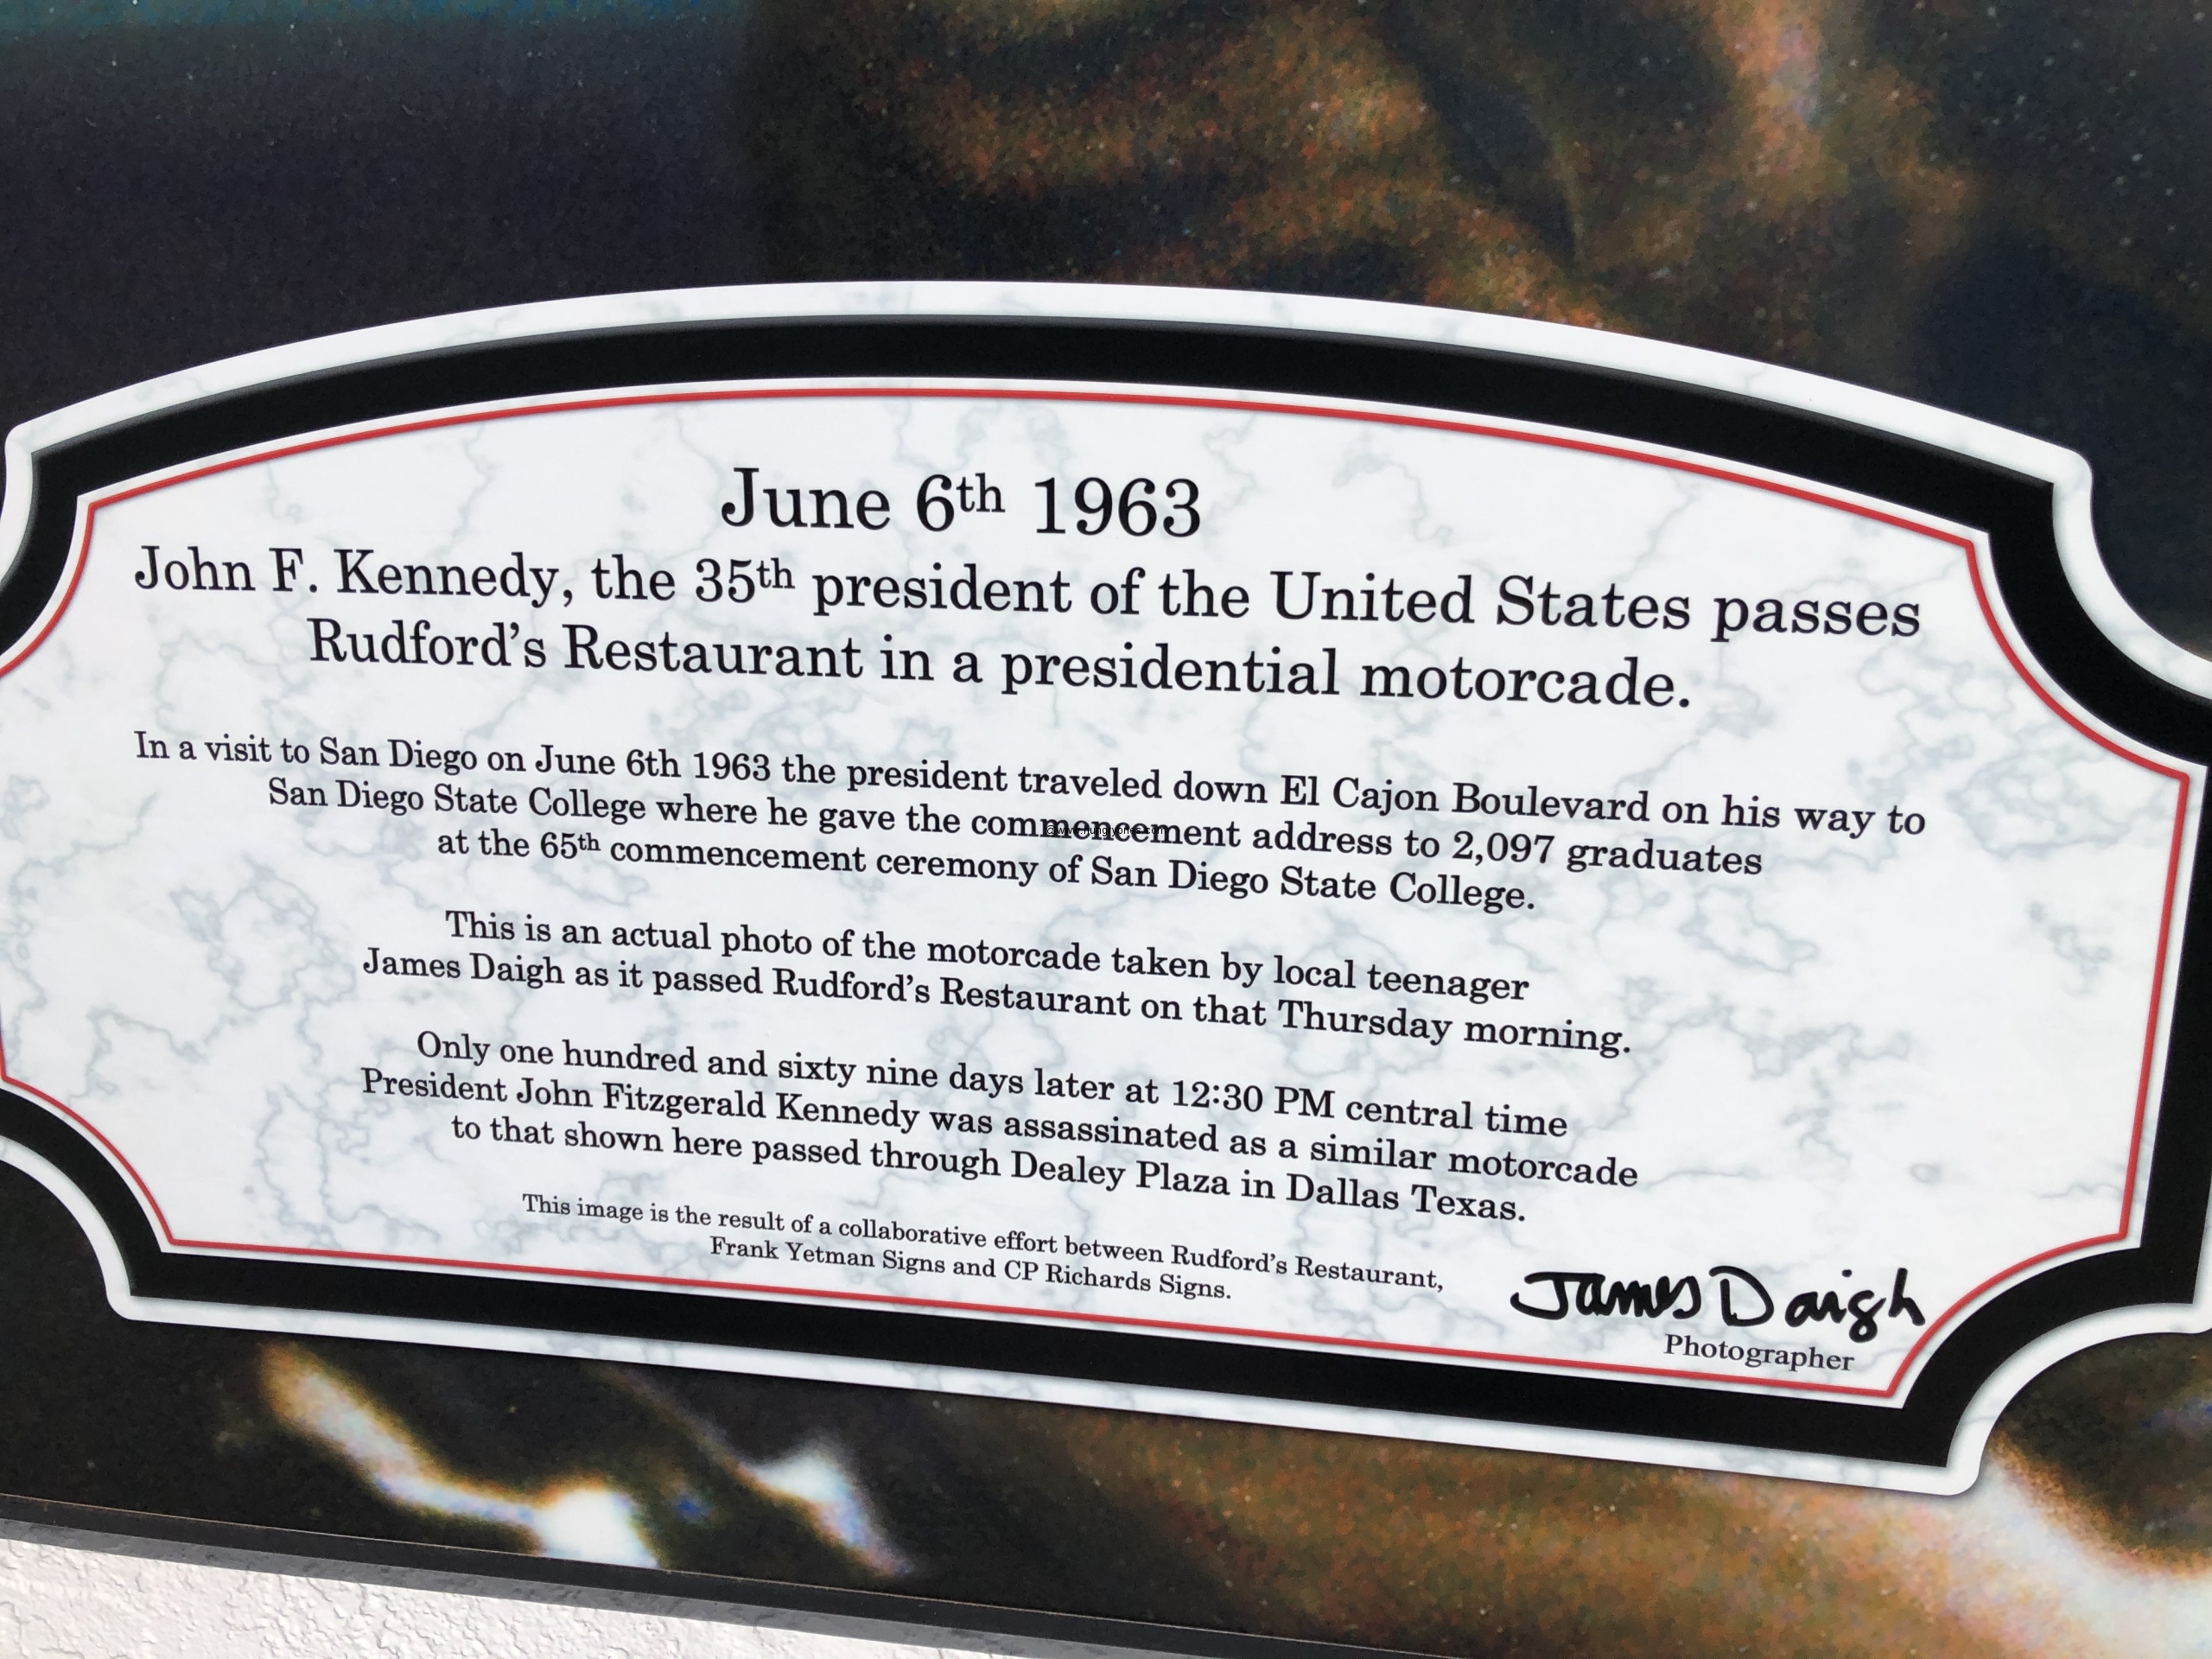 June 6th 1963
John F. Kennedy, the 35th president of the United States passes
Rudford's Restaurant in a presidential motorcade.
In a visit to San Diego on June 6th 1963 the president traveled down El Cajon Boulevard on his way to
San Diego State College where he gave the commencement address to 2,097 graduates
at the 65th commencement ceremony of San Diego State College.
This is an actual photo of the motorcade taken by local teenager
James Daigh as it passed Rudford's Restaurant on that Thursday morning.
Only one hundred and sixty nine days later at 12:30 PM central time
President John Fitzgerald Kennedy was assassinated as a similar motorcade
to that shown here passed through Dealey Plaza in Dallas Texas.
This image is the result of a collaborative effort between Rudford's Restaurant,
Frank Yetman Signs and CP Richards Signs.
James Daigh
Photographer